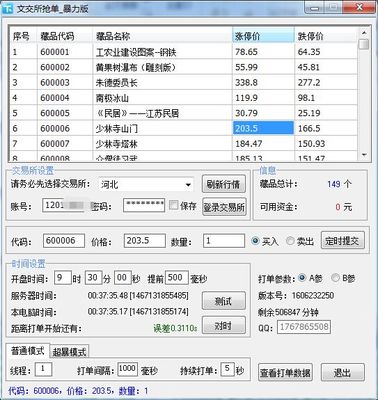 文交所抢单_暴力版
序号 藏品代码 藏品名称 涨停价 跌停价
1 600001 工农业建设图案--钢铁 78.65 64.35
2 600002 黄果树瀑布（雕刻版） 55.99 45.81
3 600003 朱德委员长 338.8 277.2
4 600004 南极冰山 119.9 98.1
5 600005 《民居》——江苏民居 30.79 25.19
6 600006 少林寺山门 203.5 166.5
7 600007 少林寺塔林 184.47 150.93
8 600008 185.13 151.47
交易所设置 信息
请务必先选择交易所： 河北 刷新行情 藏品总计： 149 个
账号： 1201 密码： ******** 保存 登录交易所 可用资金： 0 元
代码： 600006 价格： 203.5 数量： 1 买入 卖出 定时提交
时间设置
开盘时间： 9 时 30 分 00 秒 提前 500 毫秒 打单参数： A参 B参
服务器时间： 00:37:35.48 [1467131855485] 测试 版本号： 1606232250
本电脑时间： 00:37:35.17 [1467131855174] 剩余506847 分钟
距离打单开始还有： 误差0.3110s 对时 QQ： 1767865508
普通模式 超暴模式
线程： 1 打单间隔： 1000 毫秒 持续打单： 5 秒 查看打单数据 退出
代码：600006，价格：203.5，数量：1